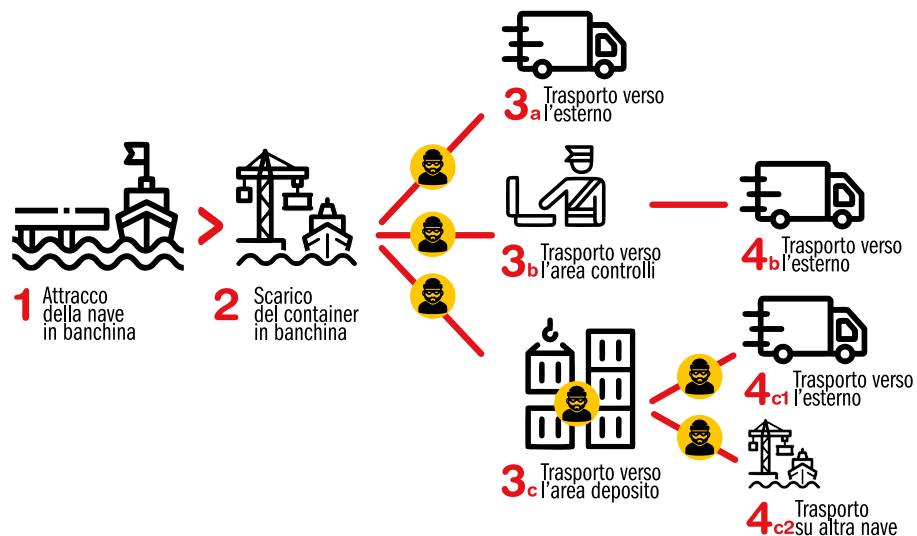 1 Attracco
della nave
in banchina
2 Scarico
del container
in banchina
3a Trasporto verso
l'esterno
3b Trasporto verso
l'area controlli
4b Trasporto verso
l'esterno
3c Trasporto verso
l'area deposito
4c1 Trasporto verso
l'esterno
4c2 Trasporto
su altra nave